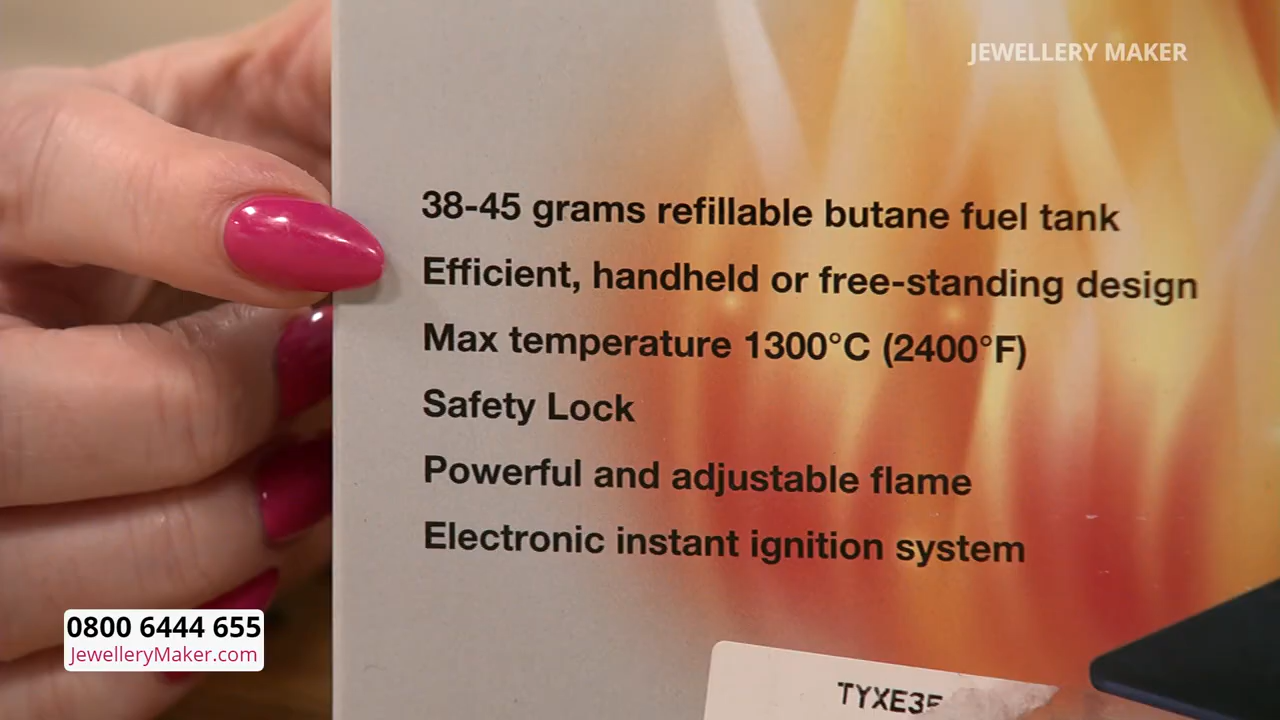 JEWELLERY MAKER
38-45 grams refillable butane fuel tank
Efficient, handheld or free-standing design
Max temperature 1300°C (2400°F)
Safety Lock
Powerful and adjustable flame
Electronic instant ignition system
0800 6444 655
JewelleryMaker.com